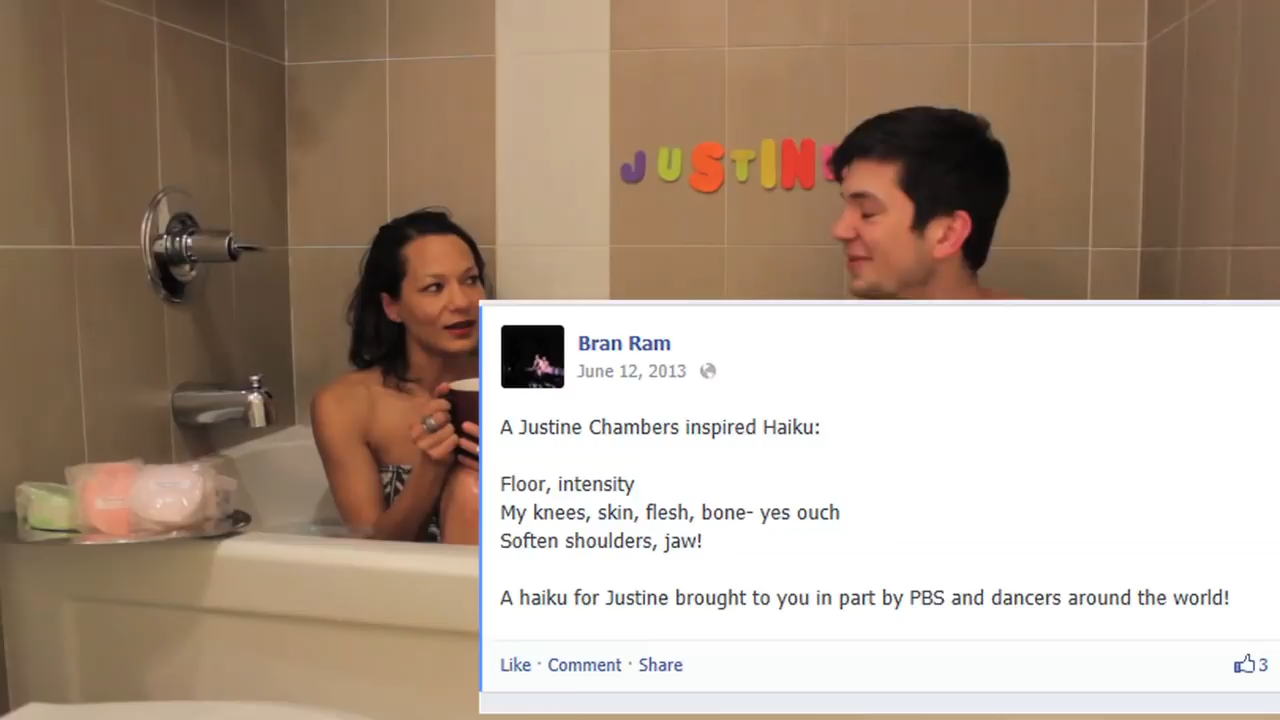 JUSTINE
Bran Ram
June 12, 2013
A Justine Chambers inspired Haiku:
Floor, intensity
My knees, skin, flesh, bone- yes ouch
Soften shoulders, jaw!
A haiku for Justine brought to you in part by PBS and dancers around the world!
Like · Comment · Share
3